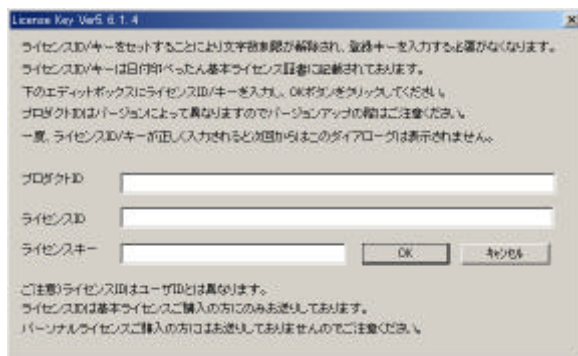 License Key Ver5.6.1.4
ライセンスID/キーをセットすることにより文字数制限が解除され、登録キーを入力する必要がなくなります。
ライセンスID/キーは日付印ぺったん基本ライセンス証書に記載されております。
下のエディットボックスにライセンスID/キーを入力し、OKボタンをクリックしてください。
プロダクトIDはバージョンによって異なりますのでバージョンアップの際はご注意ください。
一度、ライセンスID/キーが正しく入力されると次回からはこのダイアローグは表示されません。
プロダクトID
ライセンスID
ライセンスキー
OK
キャンセル
ご注意)ライセンスIDはユーザIDとは異なります。
ライセンスIDは基本ライセンスご購入の方にのみお送りしております。
パーソナルライセンスご購入の方にはお送りしておりませんのでご注意ください。